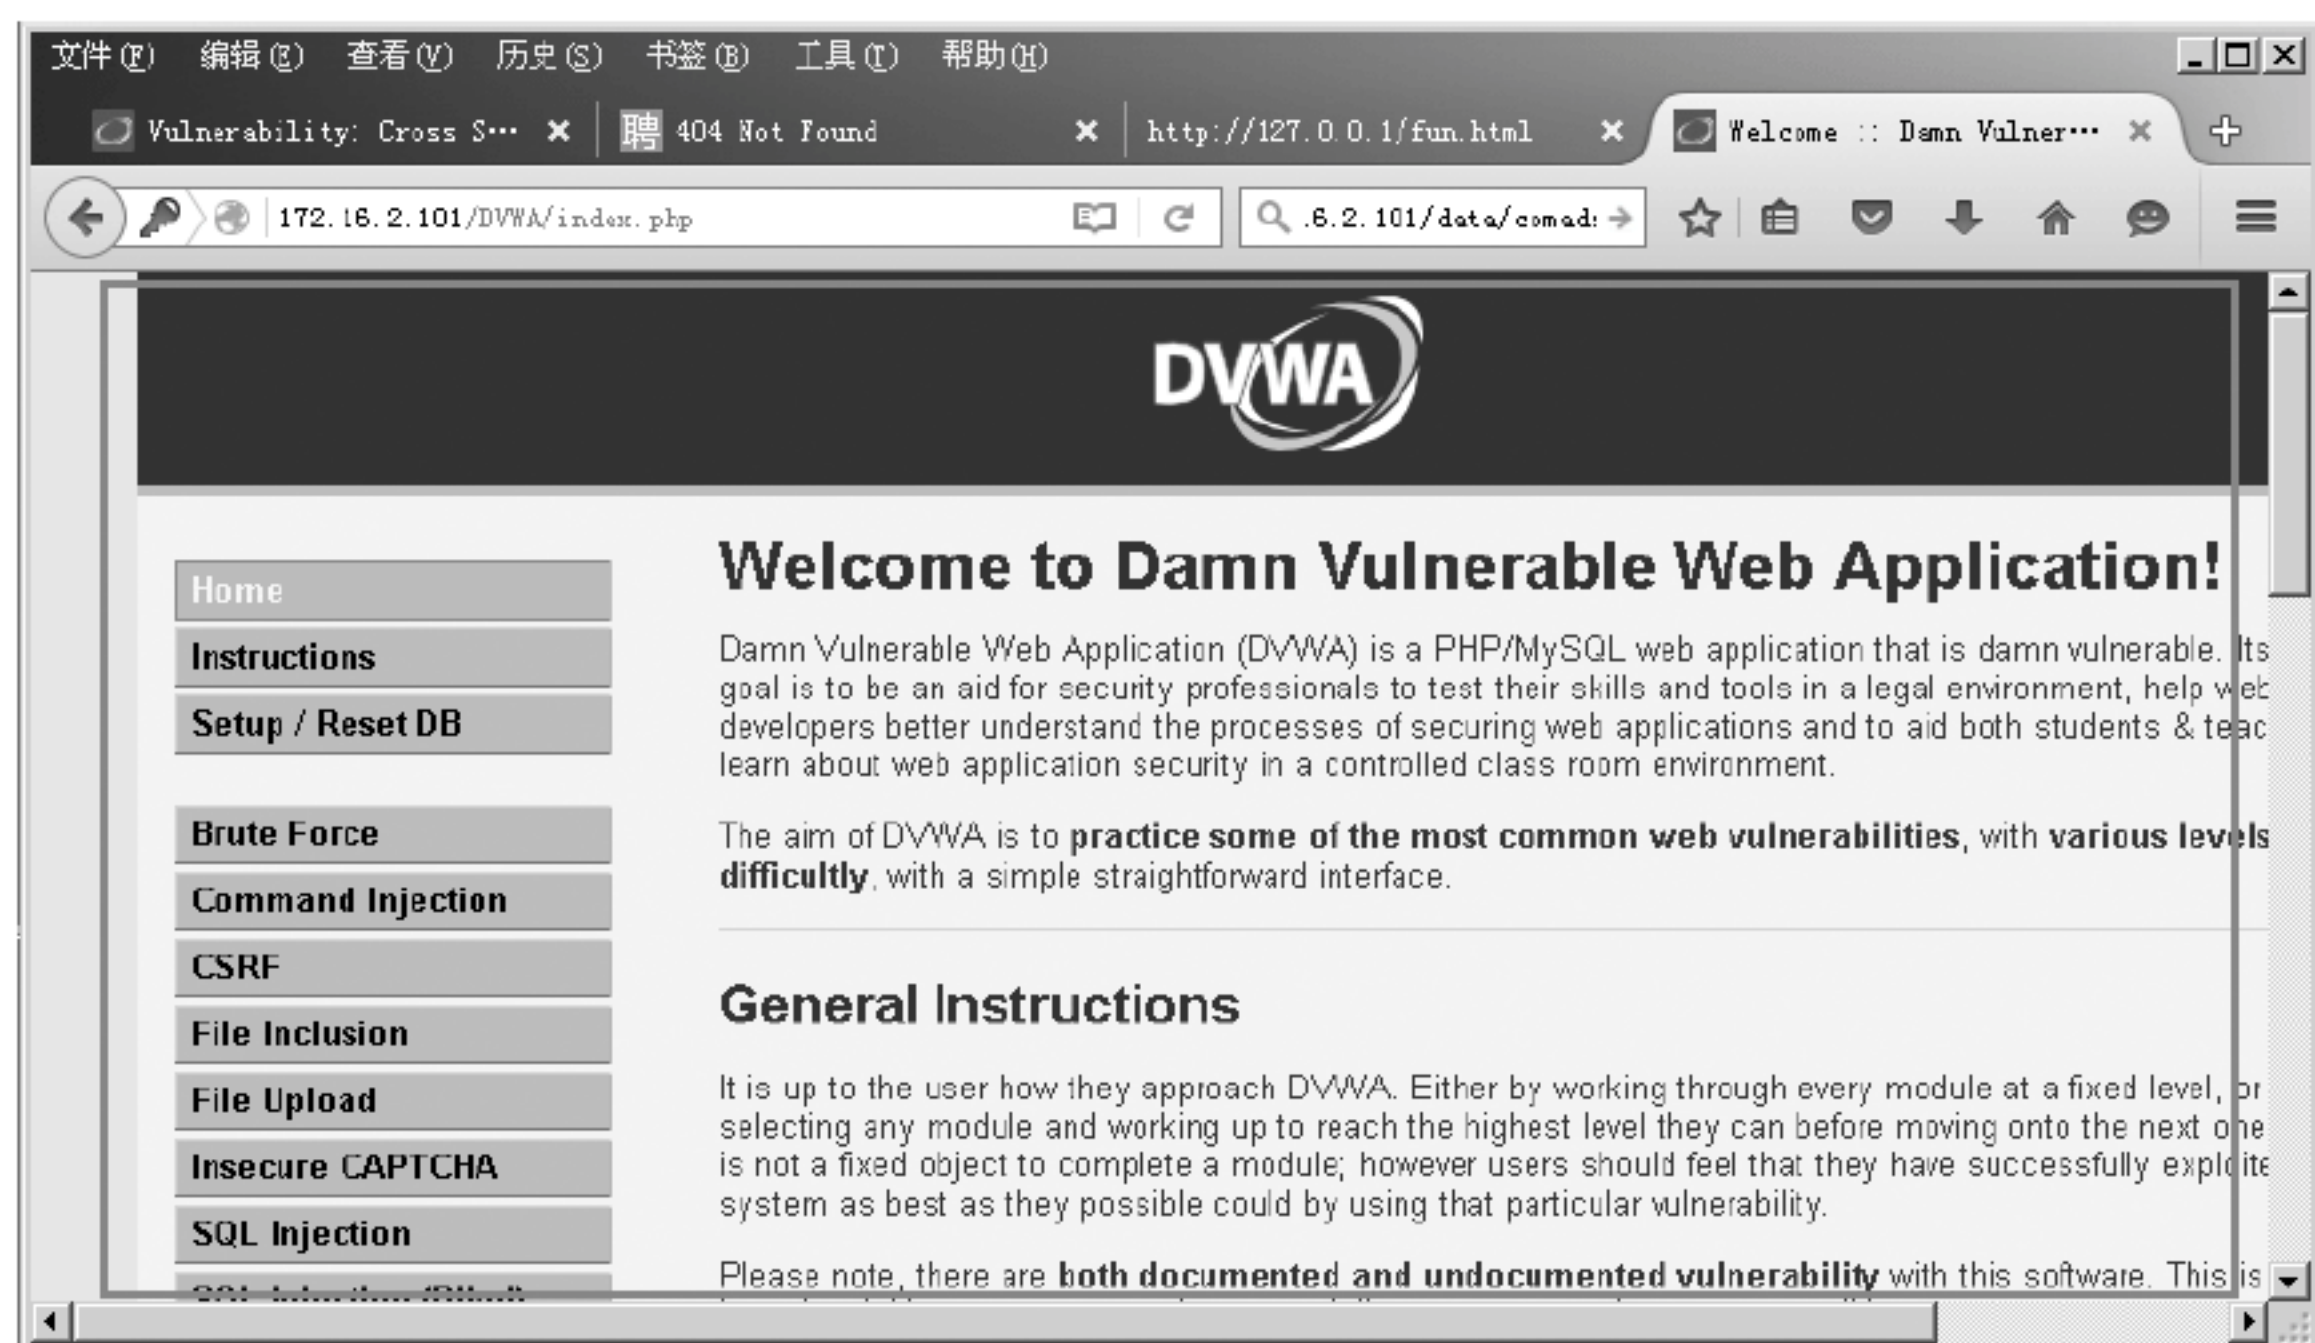 文件(F) 编辑(E) 查看(V) 历史(S) 书签(B) 工具(T) 帮助(H)
Vulnerability: Cross S… 聘 404 Not Found http://127.0.0.1/fun.html Welcome :: Damn Vulner…
172.16.2.101/DVWA/index.php .6.2.101/data/comad:
DVWA
Home
Instructions
Setup / Reset DB
Brute Force
Command Injection
CSRF
File Inclusion
File Upload
Insecure CAPTCHA
SQL Injection
SQL Injection (Blind)
Welcome to Damn Vulnerable Web Application!
Damn Vulnerable Web Application (DVWA) is a PHP/MySQL web application that is damn vulnerable. Its
goal is to be an aid for security professionals to test their skills and tools in a legal environment, help web
developers better understand the processes of securing web applications and to aid both students & teac
learn about web application security in a controlled class room environment.
The aim of DVWA is to practice some of the most common web vulnerabilities, with various levels
difficultly, with a simple straightforward interface.
General Instructions
It is up to the user how they approach DVWA. Either by working through every module at a fixed level, or
selecting any module and working up to reach the highest level they can before moving onto the next one
is not a fixed object to complete a module; however users should feel that they have successfully exploite
system as best as they possible could by using that particular vulnerability.
Please note, there are both documented and undocumented vulnerability with this software. This is